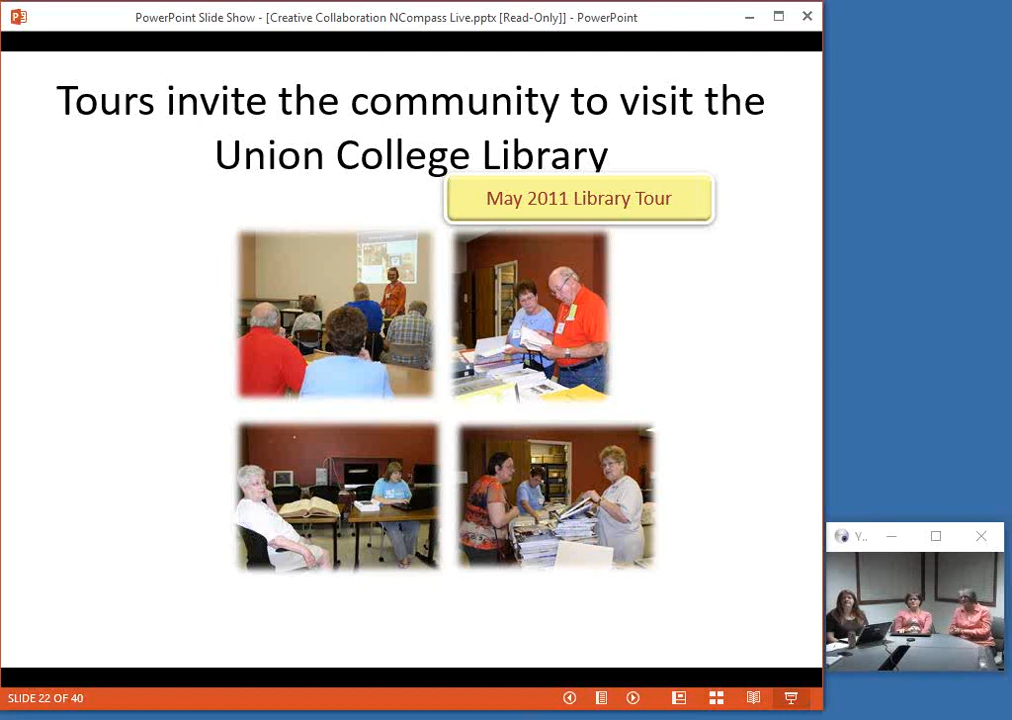 PowerPoint Slide Show - [Creative Collaboration NCompass Live.pptx [Read-Only]] - PowerPoint
Tours invite the community to visit the
Union College Library
May 2011 Library Tour
Y..
SLIDE 22 OF 40